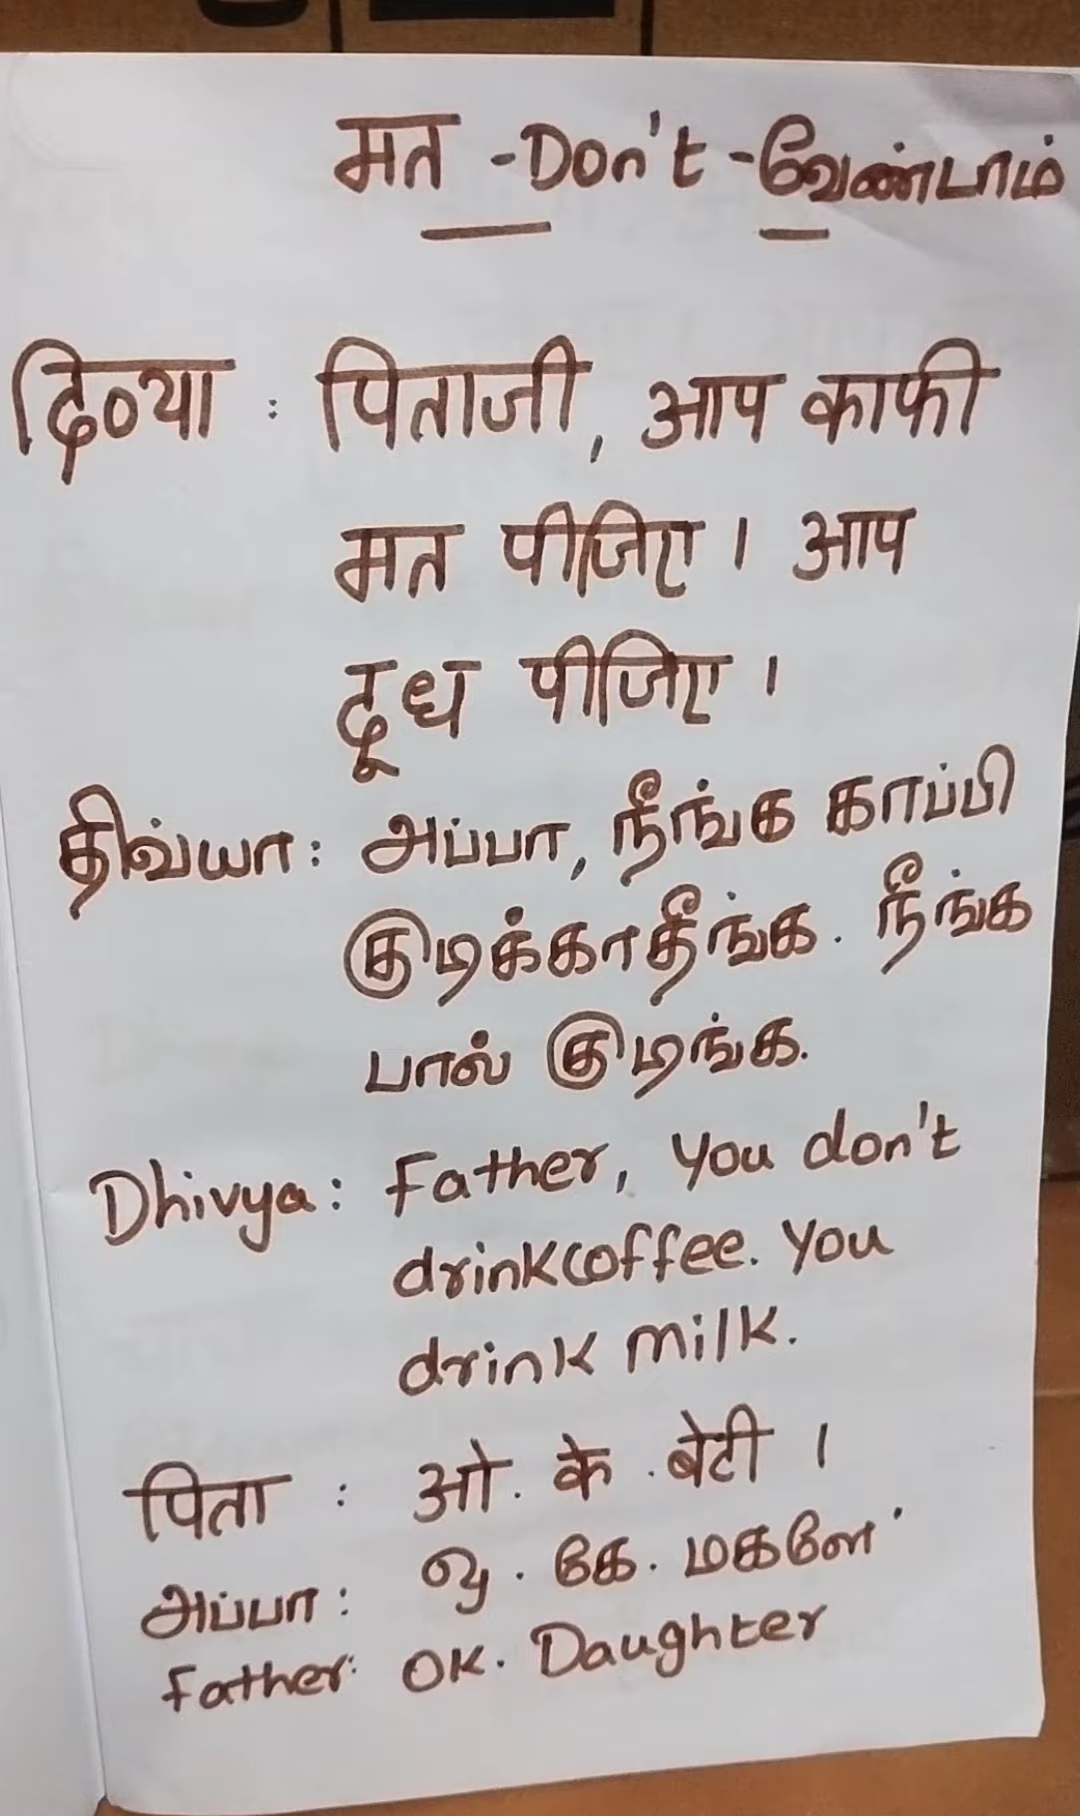 मत -Don't -வேண்டாம்
दिव्या : पिताजी, आप काफी
मत पीजिए । आप
दूध पीजिए ।
திவ்யா: அப்பா, நீங்க காப்பி
குடிக்காதீங்க. நீங்க
பால் குடிங்க.
Dhivya: Father, you don't
drink coffee. You
drink milk.
पिता : ओ. के .बेटी ।
அப்பா: ஓ. கே. மகளே.
Father: OK. Daughter